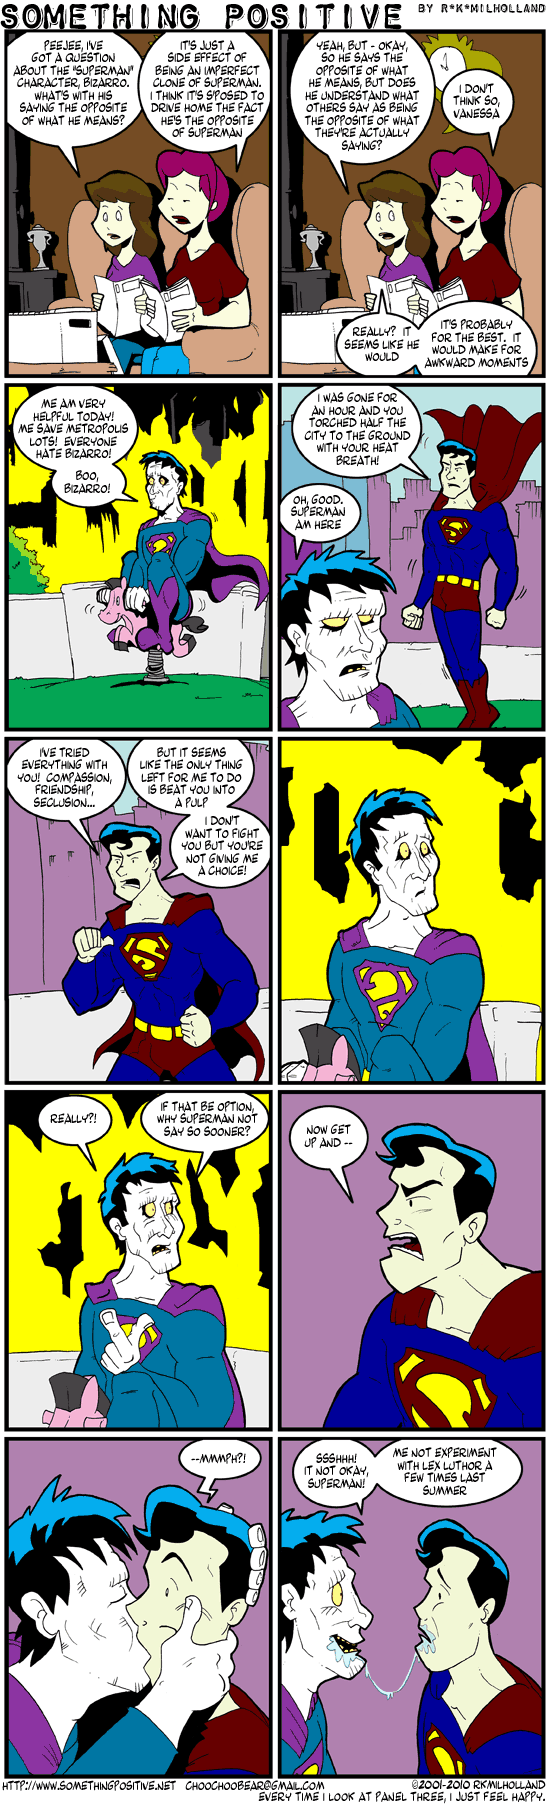 SOMETHING POSITIVE BY R*K*MILHOLLAND
PEEJEE, I'VE
GOT A QUESTION
ABOUT THE "SUPERMAN"
CHARACTER, BIZARRO.
WHAT'S WITH HIS
SAYING THE OPPOSITE
OF WHAT HE MEANS?
IT'S JUST A
SIDE EFFECT OF
BEING AN IMPERFECT
CLONE OF SUPERMAN.
I THINK IT'S SPOSED TO
DRIVE HOME THE FACT
HE'S THE OPPOSITE
OF SUPERMAN
YEAH, BUT - OKAY,
SO HE SAYS THE
OPPOSITE OF WHAT
HE MEANS, BUT DOES
HE UNDERSTAND WHAT
OTHERS SAY AS BEING
THE OPPOSITE OF WHAT
THEY'RE ACTUALLY
SAYING?
I DON'T
THINK SO,
VANESSA
REALLY? IT
SEEMS LIKE HE
WOULD
IT'S PROBABLY
FOR THE BEST. IT
WOULD MAKE FOR
AWKWARD MOMENTS
ME AM VERY
HELPFUL TODAY!
ME SAVE METROPOLIS
LOTS! EVERYONE
HATE BIZARRO!
BOO,
BIZARRO!
I WAS GONE FOR
AN HOUR AND YOU
TORCHED HALF THE
CITY TO THE GROUND
WITH YOUR HEAT
BREATH!
OH, GOOD.
SUPERMAN
AM HERE
I'VE TRIED
EVERYTHING WITH
YOU! COMPASSION,
FRIENDSHIP,
SECLUSION...
BUT IT SEEMS
LIKE THE ONLY THING
LEFT FOR ME TO DO
IS BEAT YOU INTO
A PULP
I DON'T
WANT TO FIGHT
YOU BUT YOU'RE
NOT GIVING ME
A CHOICE!
REALLY?!
IF THAT BE OPTION,
WHY SUPERMAN NOT
SAY SO SOONER?
NOW GET
UP AND --
--MMMPH?!
SSSHHH!
IT NOT OKAY,
SUPERMAN!
ME NOT EXPERIMENT
WITH LEX LUTHOR A
FEW TIMES LAST
SUMMER
HTTP://WWW.SOMETHINGPOSITIVE.NET CHOOCHOOBEAR@GMAIL.COM ©2001-2010 RKMILHOLLAND
EVERY TIME I LOOK AT PANEL THREE, I JUST FEEL HAPPY.